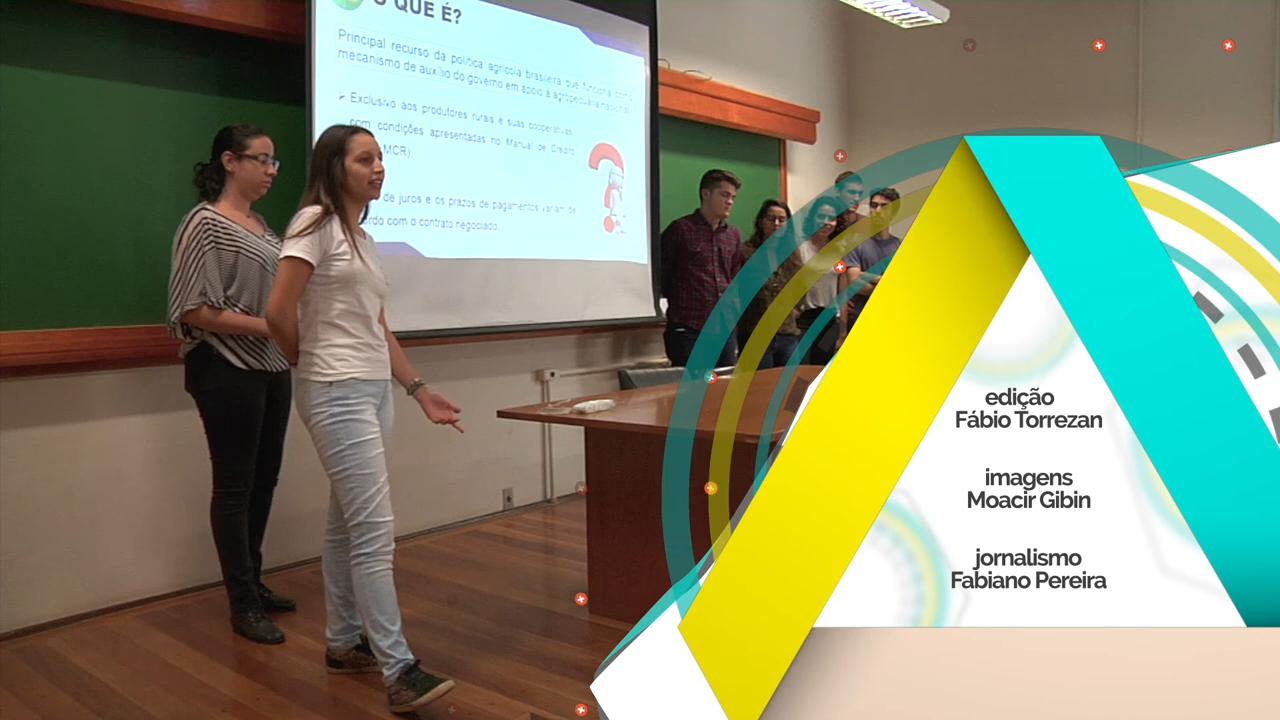 O QUE É?
Principal recurso da política agrícola brasileira que funciona como
mecanismo de auxílio do governo em apoio à agropecuária nacional.
➢ Exclusivo aos produtores rurais e suas cooperativas,
com condições apresentadas no Manual de Crédito
MCR).
de juros e os prazos de pagamentos variam de
com o contrato negociado.
edição
Fábio Torrezan
imagens
Moacir Gibin
jornalismo
Fabiano Pereira